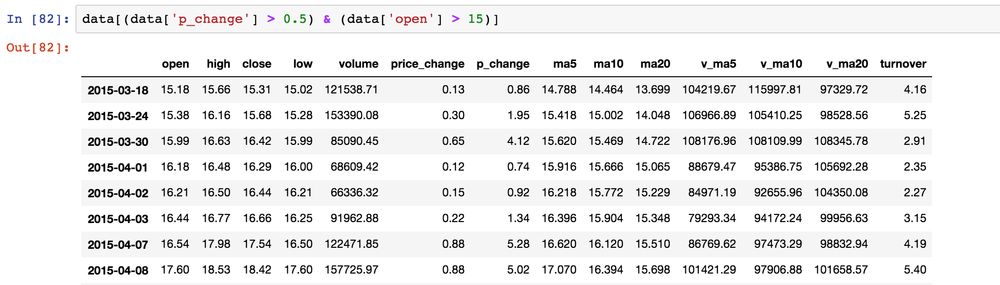 In [82]: data[(data['p_change'] > 0.5) & (data['open'] > 15)]
Out[82]:
open high close low volume price_change p_change ma5 ma10 ma20 v_ma5 v_ma10 v_ma20 turnover
2015-03-18 15.18 15.66 15.31 15.02 121538.71 0.13 0.86 14.788 14.464 13.699 104219.67 115997.81 97329.72 4.16
2015-03-24 15.38 16.16 15.68 15.28 153390.08 0.30 1.95 15.418 15.002 14.048 106966.89 105410.25 98528.56 5.25
2015-03-30 15.99 16.63 16.42 15.99 85090.45 0.65 4.12 15.620 15.469 14.722 108176.96 108109.99 108345.78 2.91
2015-04-01 16.18 16.48 16.29 16.00 68609.42 0.12 0.74 15.916 15.666 15.065 88679.47 95386.75 105692.28 2.35
2015-04-02 16.21 16.50 16.44 16.21 66336.32 0.15 0.92 16.218 15.772 15.229 84971.19 92655.96 104350.08 2.27
2015-04-03 16.44 16.77 16.66 16.25 91962.88 0.22 1.34 16.396 15.904 15.348 79293.34 94172.24 99956.63 3.15
2015-04-07 16.54 17.98 17.54 16.50 122471.85 0.88 5.28 16.620 16.120 15.510 86769.62 97473.29 98832.94 4.19
2015-04-08 17.60 18.53 18.42 17.60 157725.97 0.88 5.02 17.070 16.394 15.698 101421.29 97906.88 101658.57 5.40